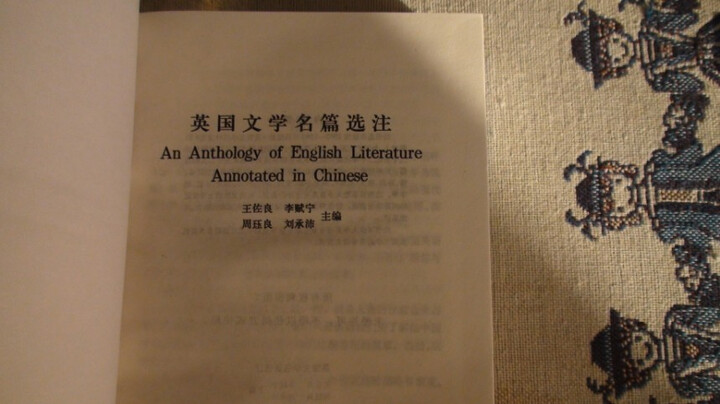 英国文学名篇选注
An Anthology of English Literature
Annotated in Chinese
王佐良 李赋宁
周珏良 刘承沛 主编